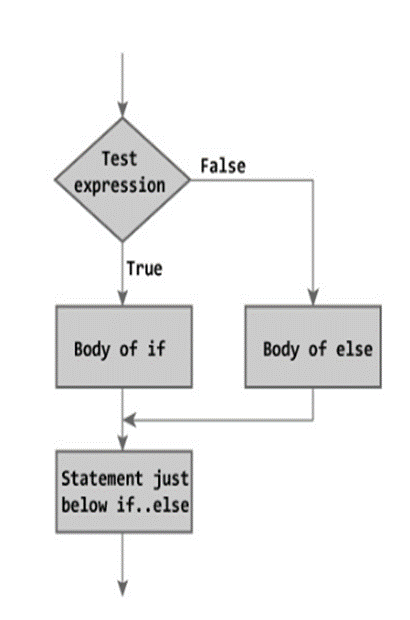 Test
expression
False
True
Body of if
Body of else
Statement just
below if..else